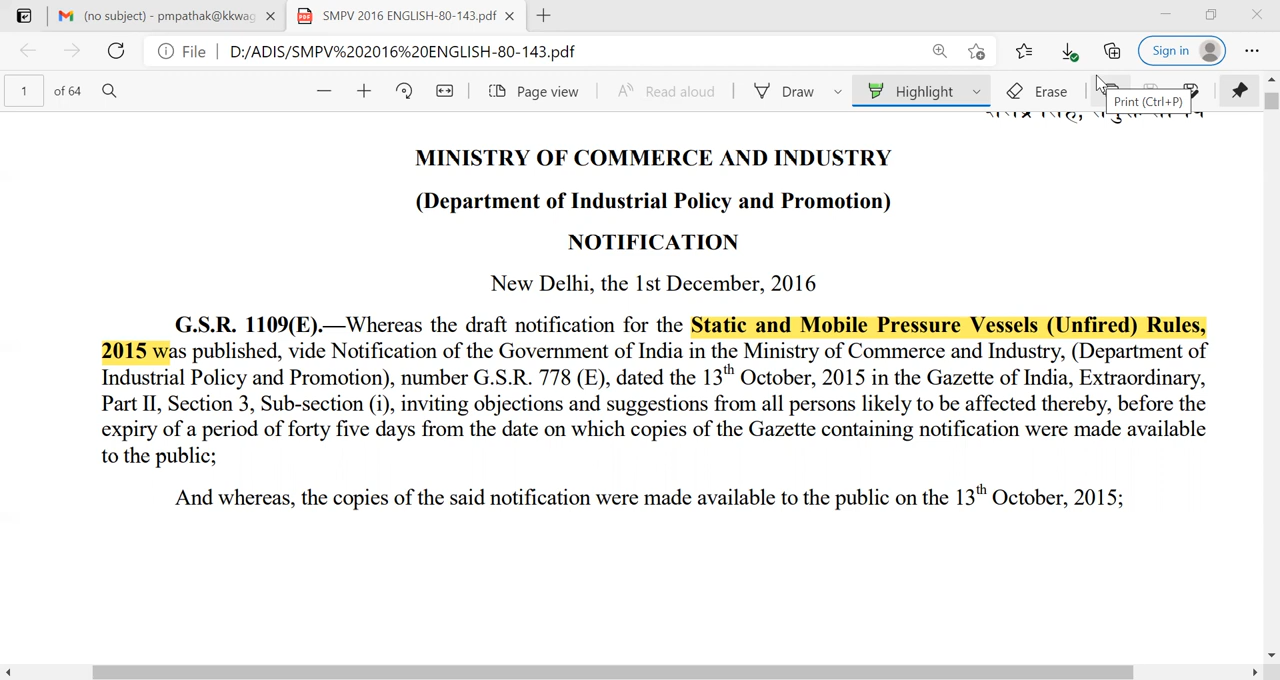 (no subject) - pmpathak@kkwag
SMPV 2016 ENGLISH-80-143.pdf
File
D:/ADIS/SMPV%202016%20ENGLISH-80-143.pdf
Sign in
1
of 64
Page view
Read aloud
Draw
Highlight
Erase
Print (Ctrl+P)
MINISTRY OF COMMERCE AND INDUSTRY
(Department of Industrial Policy and Promotion)
NOTIFICATION
New Delhi, the 1st December, 2016
G.S.R. 1109(E).—Whereas the draft notification for the Static and Mobile Pressure Vessels (Unfired) Rules,
2015 was published, vide Notification of the Government of India in the Ministry of Commerce and Industry, (Department of
Industrial Policy and Promotion), number G.S.R. 778 (E), dated the 13th October, 2015 in the Gazette of India, Extraordinary,
Part II, Section 3, Sub-section (i), inviting objections and suggestions from all persons likely to be affected thereby, before the
expiry of a period of forty five days from the date on which copies of the Gazette containing notification were made available
to the public;
And whereas, the copies of the said notification were made available to the public on the 13th October, 2015;